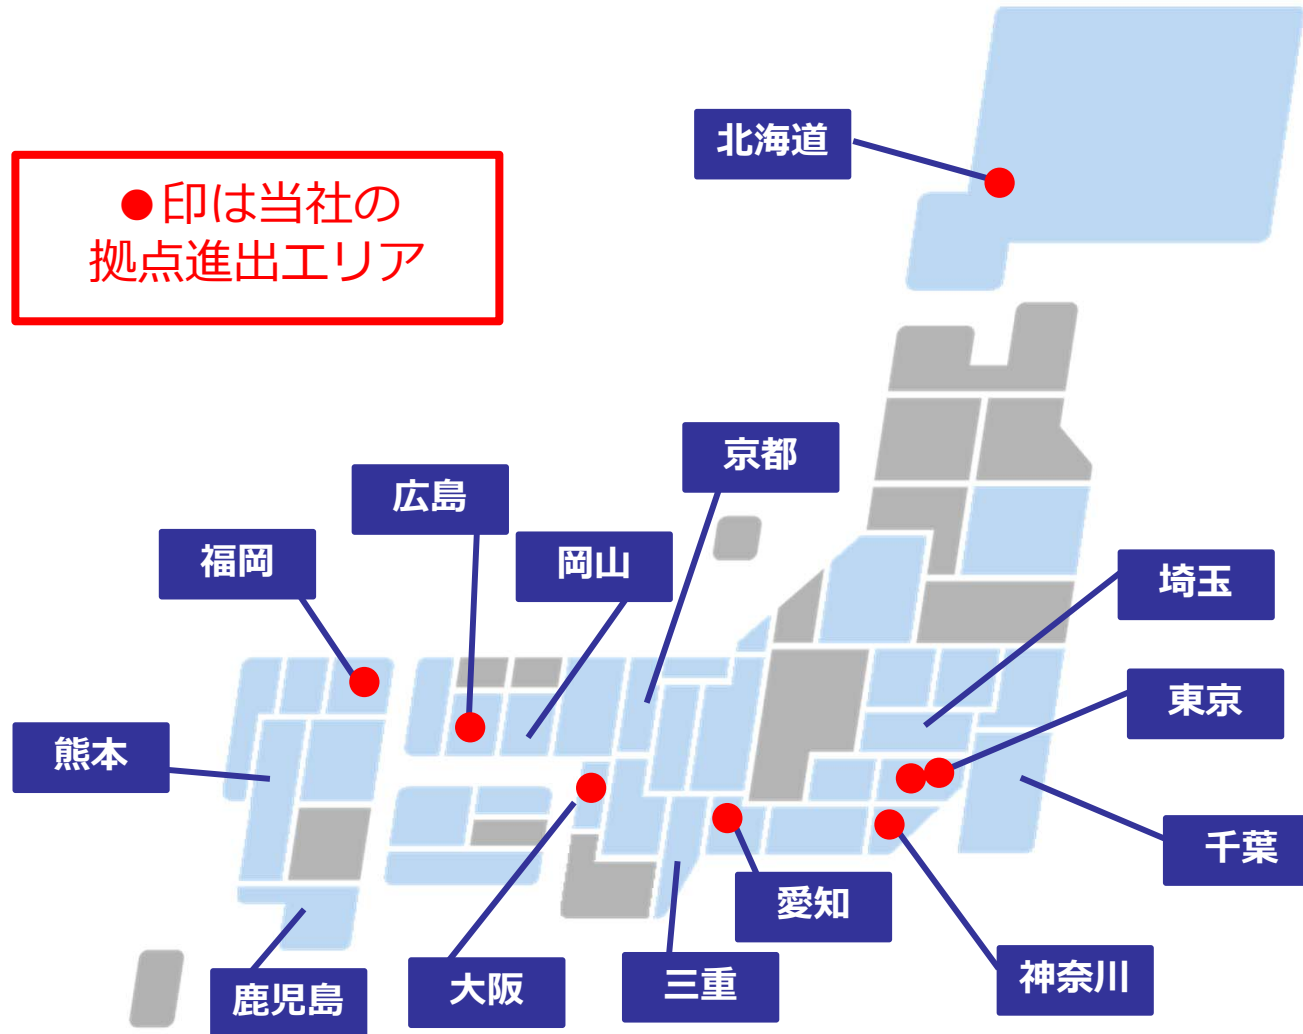 北海道
●印は当社の
拠点進出エリア
京都
広島
岡山
福岡
埼玉
東京
熊本
千葉
愛知
三重
神奈川
大阪
鹿児島